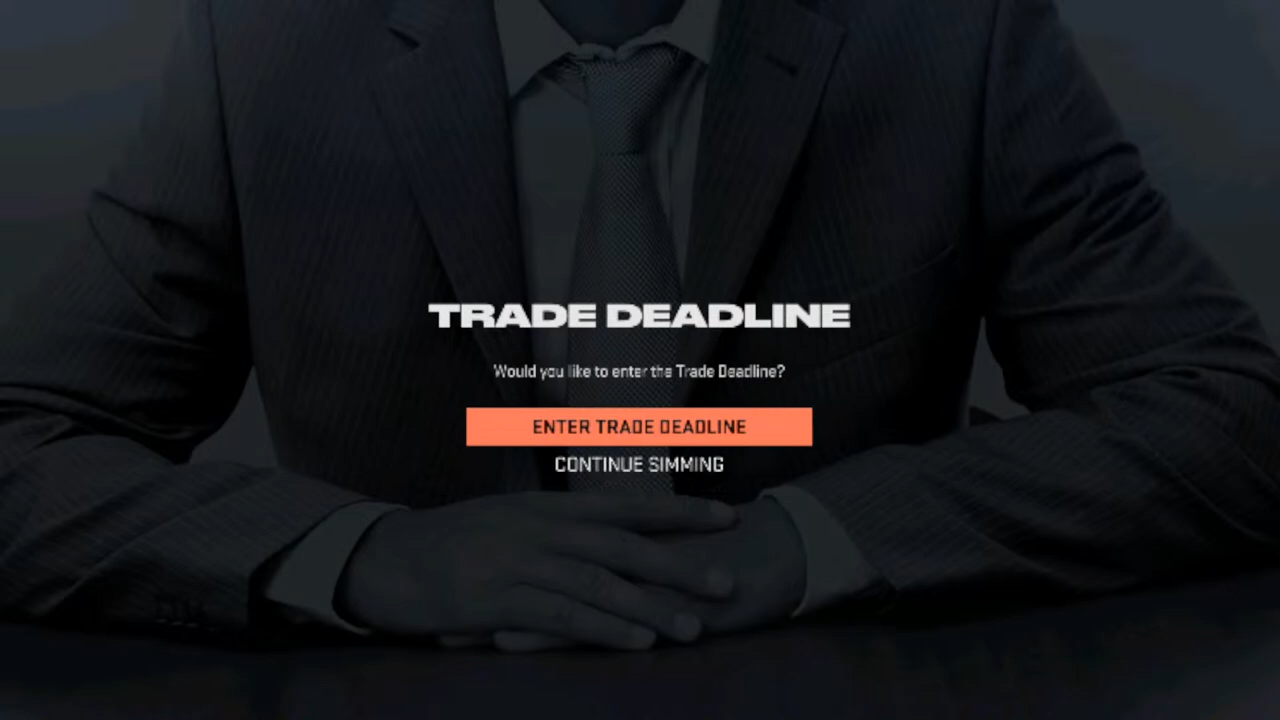 TRADE DEADLINE
Would you like to enter the Trade Deadline?
ENTER TRADE DEADLINE
CONTINUE SIMMING